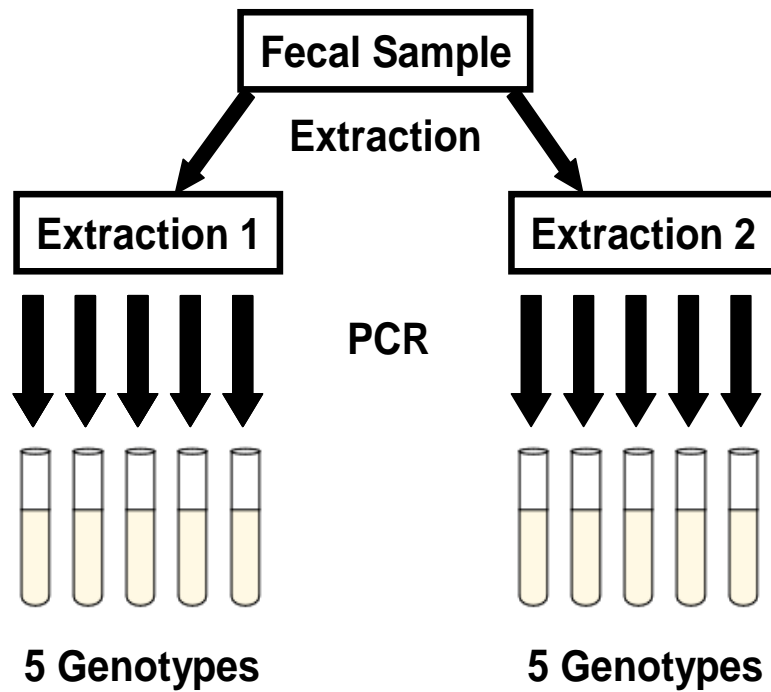 Fecal Sample
Extraction
Extraction 1
Extraction 2
PCR
5 Genotypes
5 Genotypes